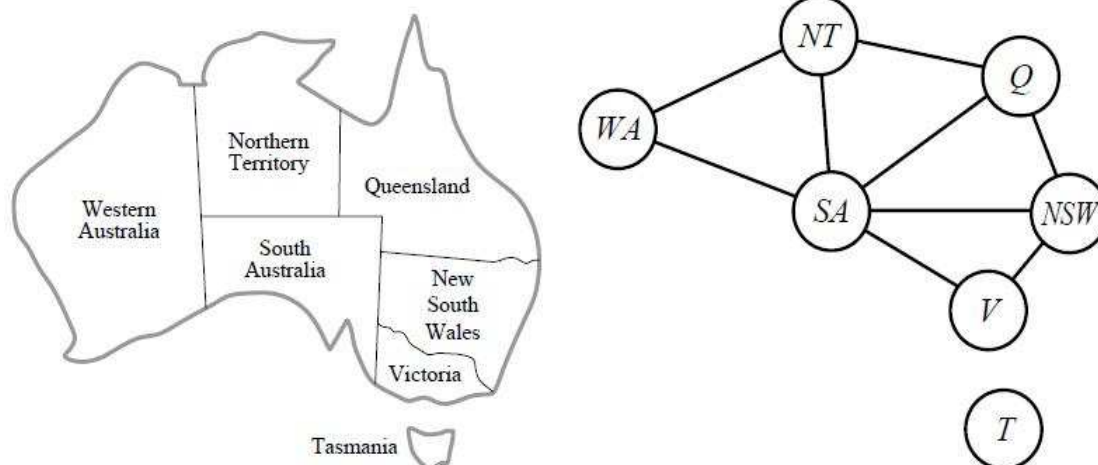 Northern
Territory
Queensland
Western
Australia
South
Australia
New
South
Wales
Victoria
Tasmania
NT
Q
WA
SA
NSW
V
T